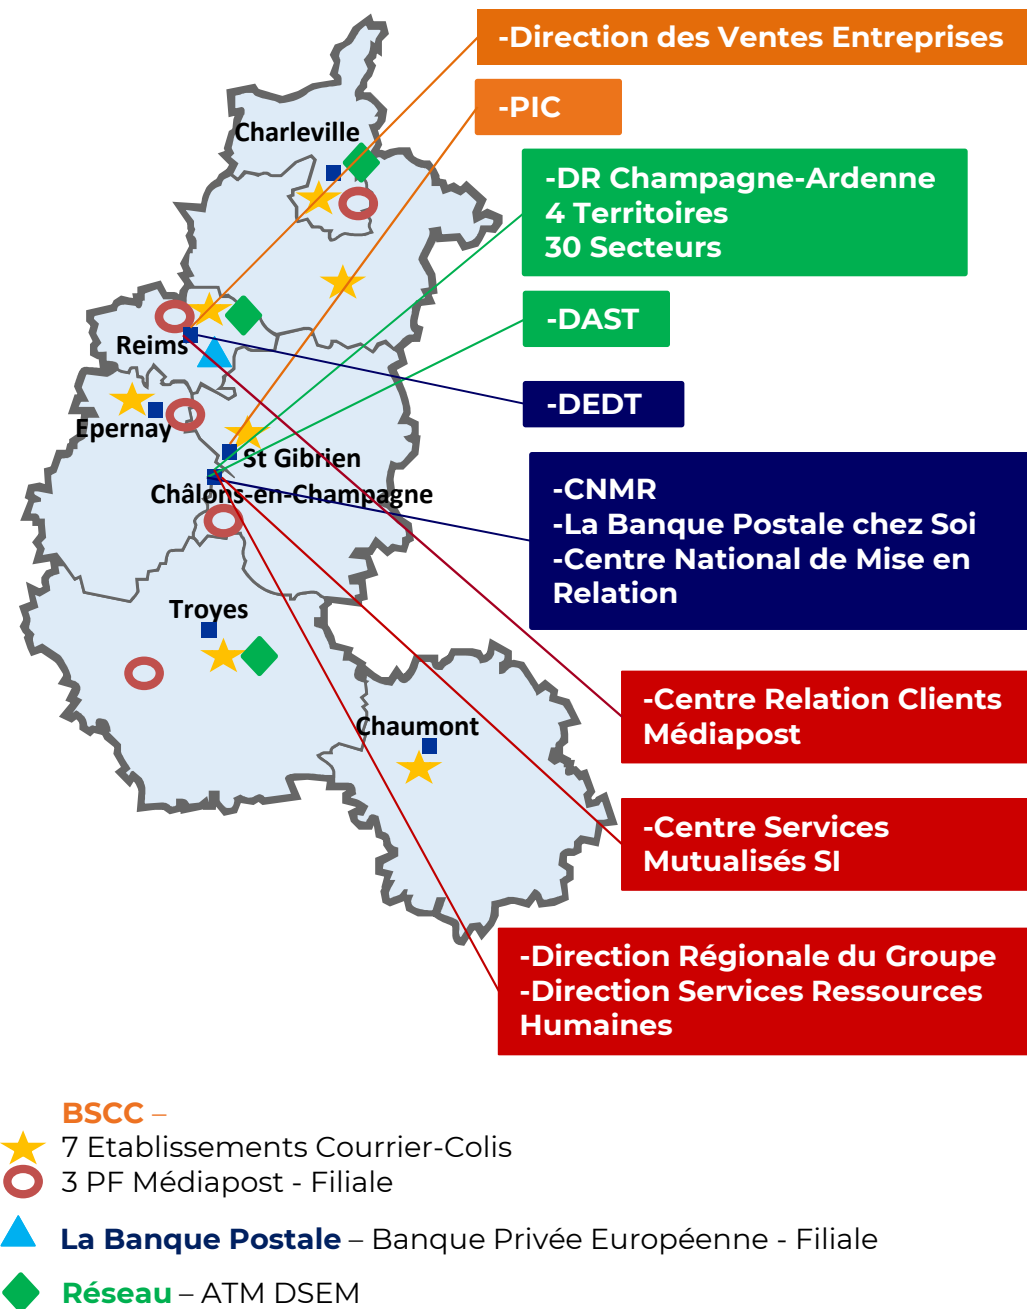 -Direction des Ventes Entreprises
-PIC
Charleville
-DR Champagne-Ardenne
4 Territoires
30 Secteurs
-DAST
Reims
-DEDT
Epernay
St Gibrien
Châlons-en-Champagne
-CNMR
-La Banque Postale chez Soi
-Centre National de Mise en
Relation
Troyes
-Centre Relation Clients
Médiapost
Chaumont
-Centre Services
Mutualisés SI
-Direction Régionale du Groupe
-Direction Services Ressources
Humaines
BSCC –
7 Etablissements Courrier-Colis
3 PF Médiapost - Filiale
La Banque Postale – Banque Privée Européenne - Filiale
Réseau – ATM DSEM